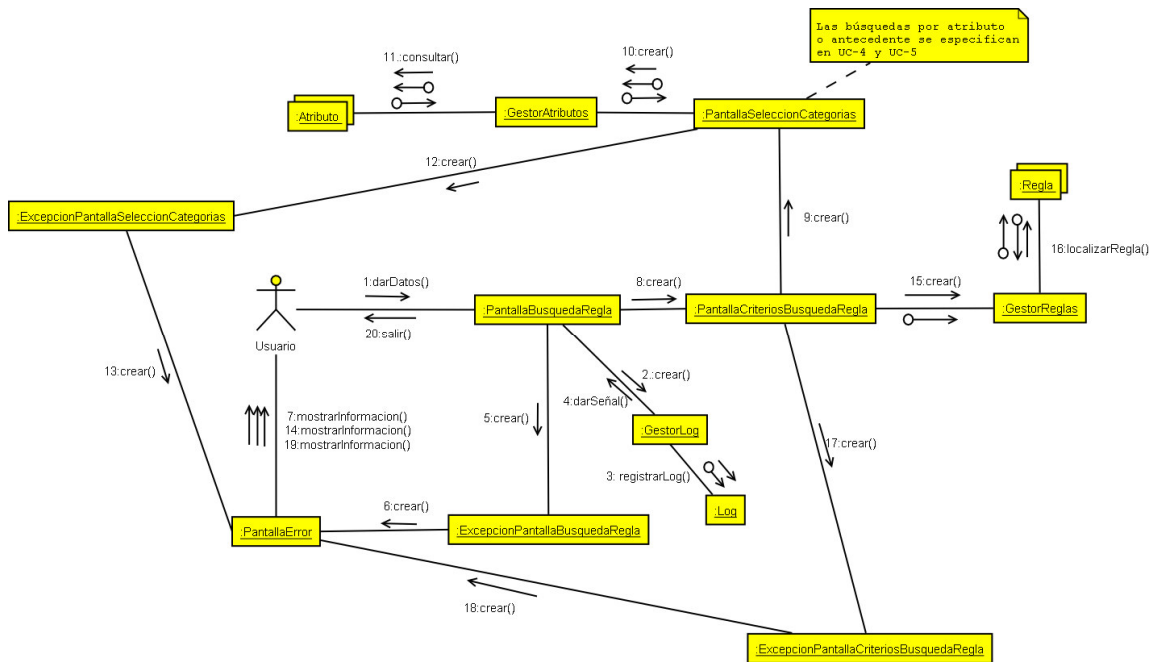 Las búsquedas por atributo
o antecedente se especifican
en UC-4 y UC-5
11.:consultar()
10:crear()
:Atributo
:GestorAtributos
:PantallaSeleccionCategorias
12:crear()
:Regla
:ExcepcionPantallaSeleccionCategorias
9:crear()
16:localizarRegla()
1:darDatos()
8:crear()
15:crear()
:PantallaBusquedaRegla
:PantallaCriteriosBusquedaRegla
:GestorReglas
20:salir()
Usuario
13:crear()
2.:crear()
4:darSeñal()
7:mostrarInformacion()
14:mostrarInformacion()
19:mostrarInformacion()
5:crear()
:GestorLog
17:crear()
3: registrarLog()
6:crear()
:Log
:PantallaError
:ExcepcionPantallaBusquedaRegla
18:crear()
:ExcepcionPantallaCriteriosBusquedaRegla